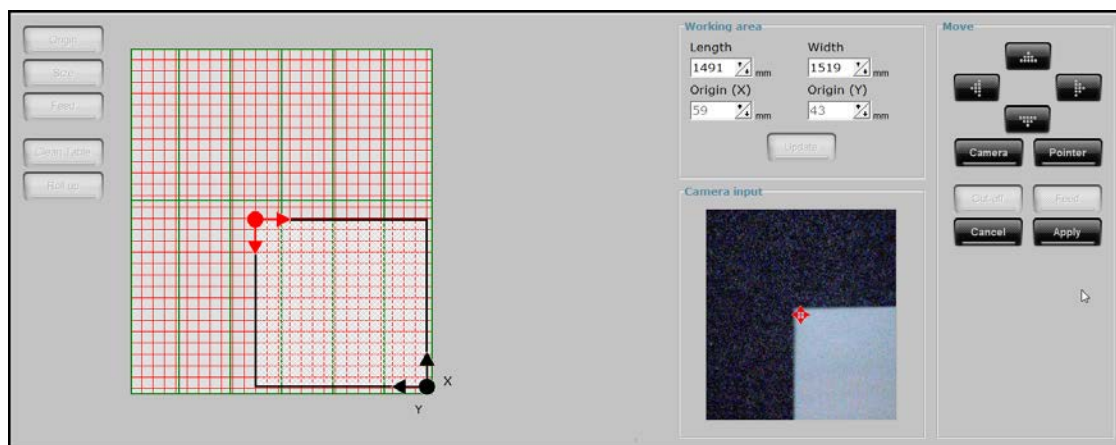 Origin
Size
Feed
Clean Table
Roll up
X
Y
Working area
Length
Width
1491 mm
1519 mm
Origin (X)
Origin (Y)
59 mm
43 mm
Update
Camera input
Move
Camera
Pointer
Cut-off
Feed
Cancel
Apply